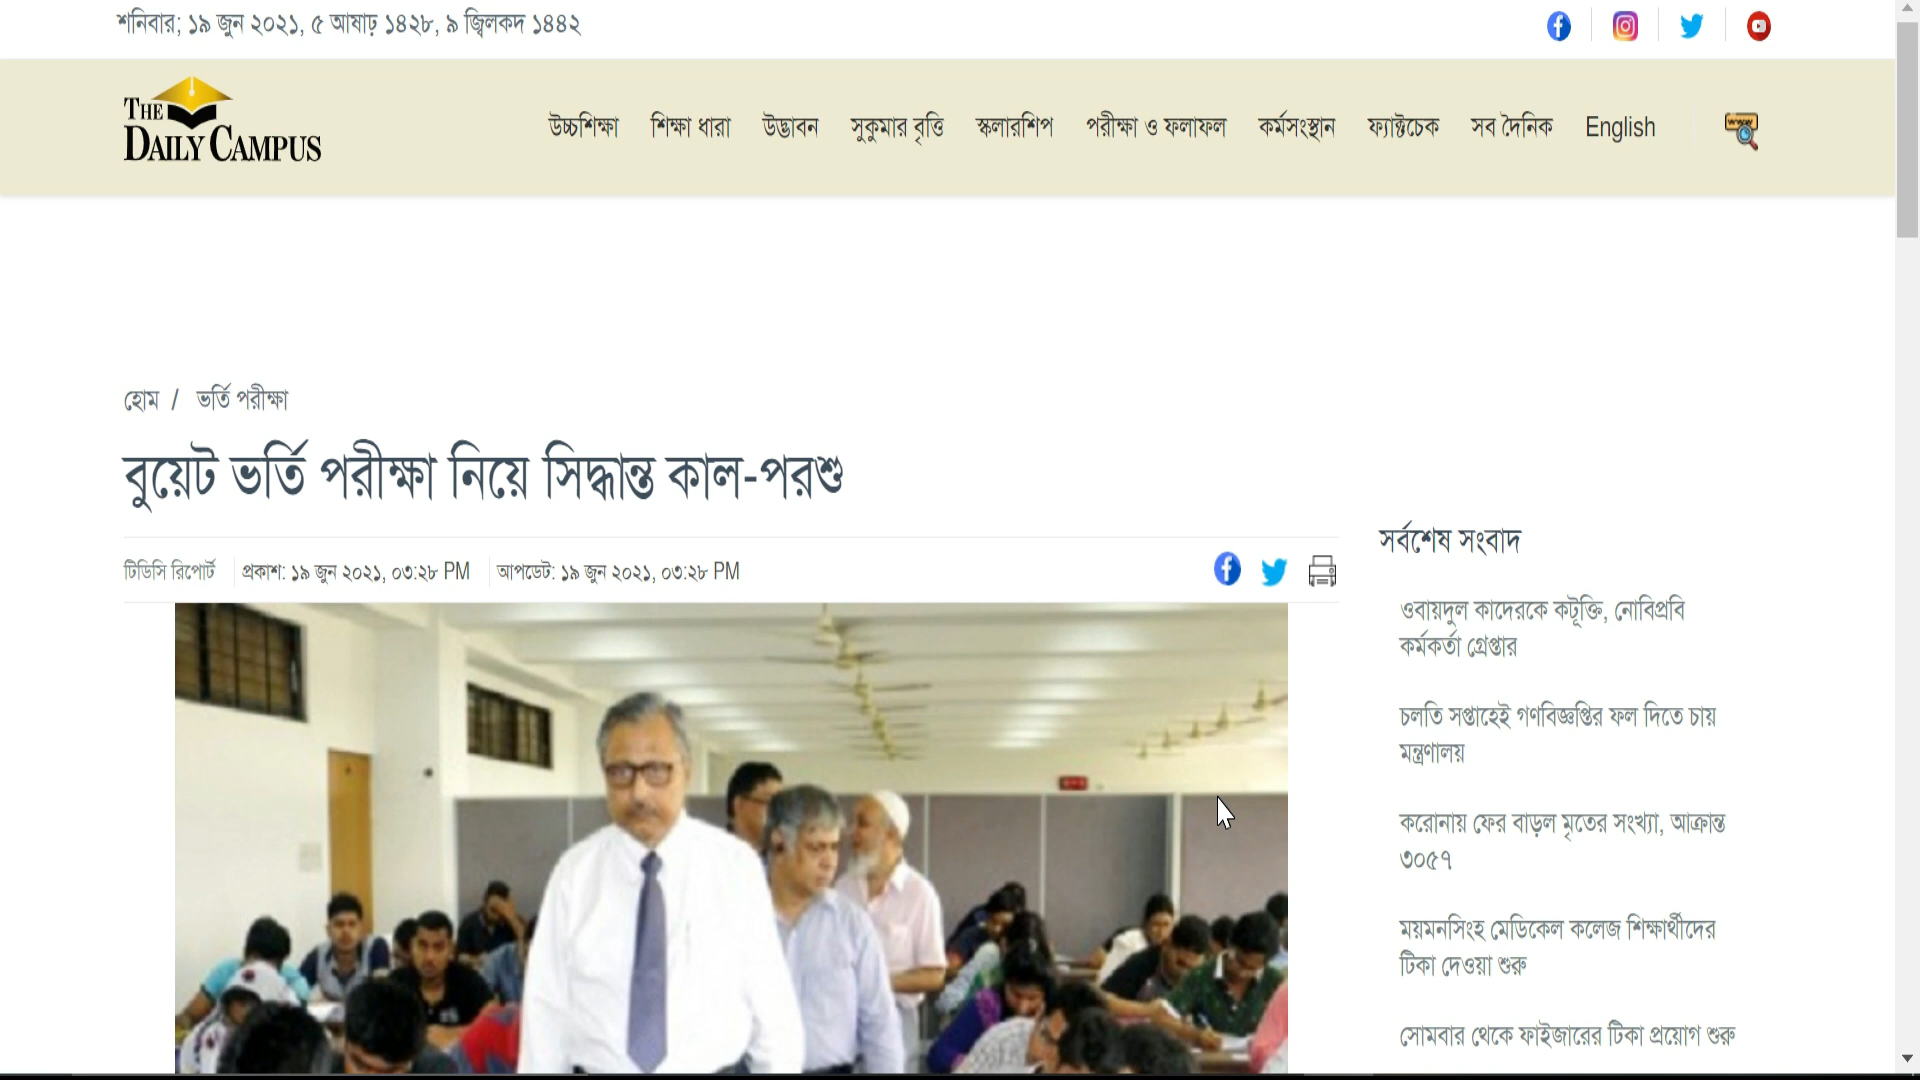 শনিবার; ১৯ জুন ২০২১, ৫ আষাঢ় ১৪২৮, ৯ জ্বিলকদ ১৪৪২
THE
DAILY CAMPUS
উচ্চশিক্ষা শিক্ষা ধারা উদ্ভাবন সুকুমার বৃত্তি স্কলারশিপ পরীক্ষা ও ফলাফল কর্মসংস্থান ফ্যাক্টচেক সব দৈনিক English
www
হোম / ভর্তি পরীক্ষা
বুয়েট ভর্তি পরীক্ষা নিয়ে সিদ্ধান্ত কাল-পরশু
টিডিসি রিপোর্ট প্রকাশ: ১৯ জুন ২০২১, ০৩:২৮ PM আপডেট: ১৯ জুন ২০২১, ০৩:২৮ PM
সর্বশেষ সংবাদ
ওবায়দুল কাদেরকে কটূক্তি, নোবিপ্রবি
কর্মকর্তা গ্রেপ্তার
চলতি সপ্তাহেই গণবিজ্ঞপ্তির ফল দিতে চায়
মন্ত্রণালয়
করোনায় ফের বাড়ল মৃতের সংখ্যা, আক্রান্ত
৩০৫৭
ময়মনসিংহ মেডিকেল কলেজ শিক্ষার্থীদের
টিকা দেওয়া শুরু
সোমবার থেকে ফাইজারের টিকা প্রয়োগ শুরু